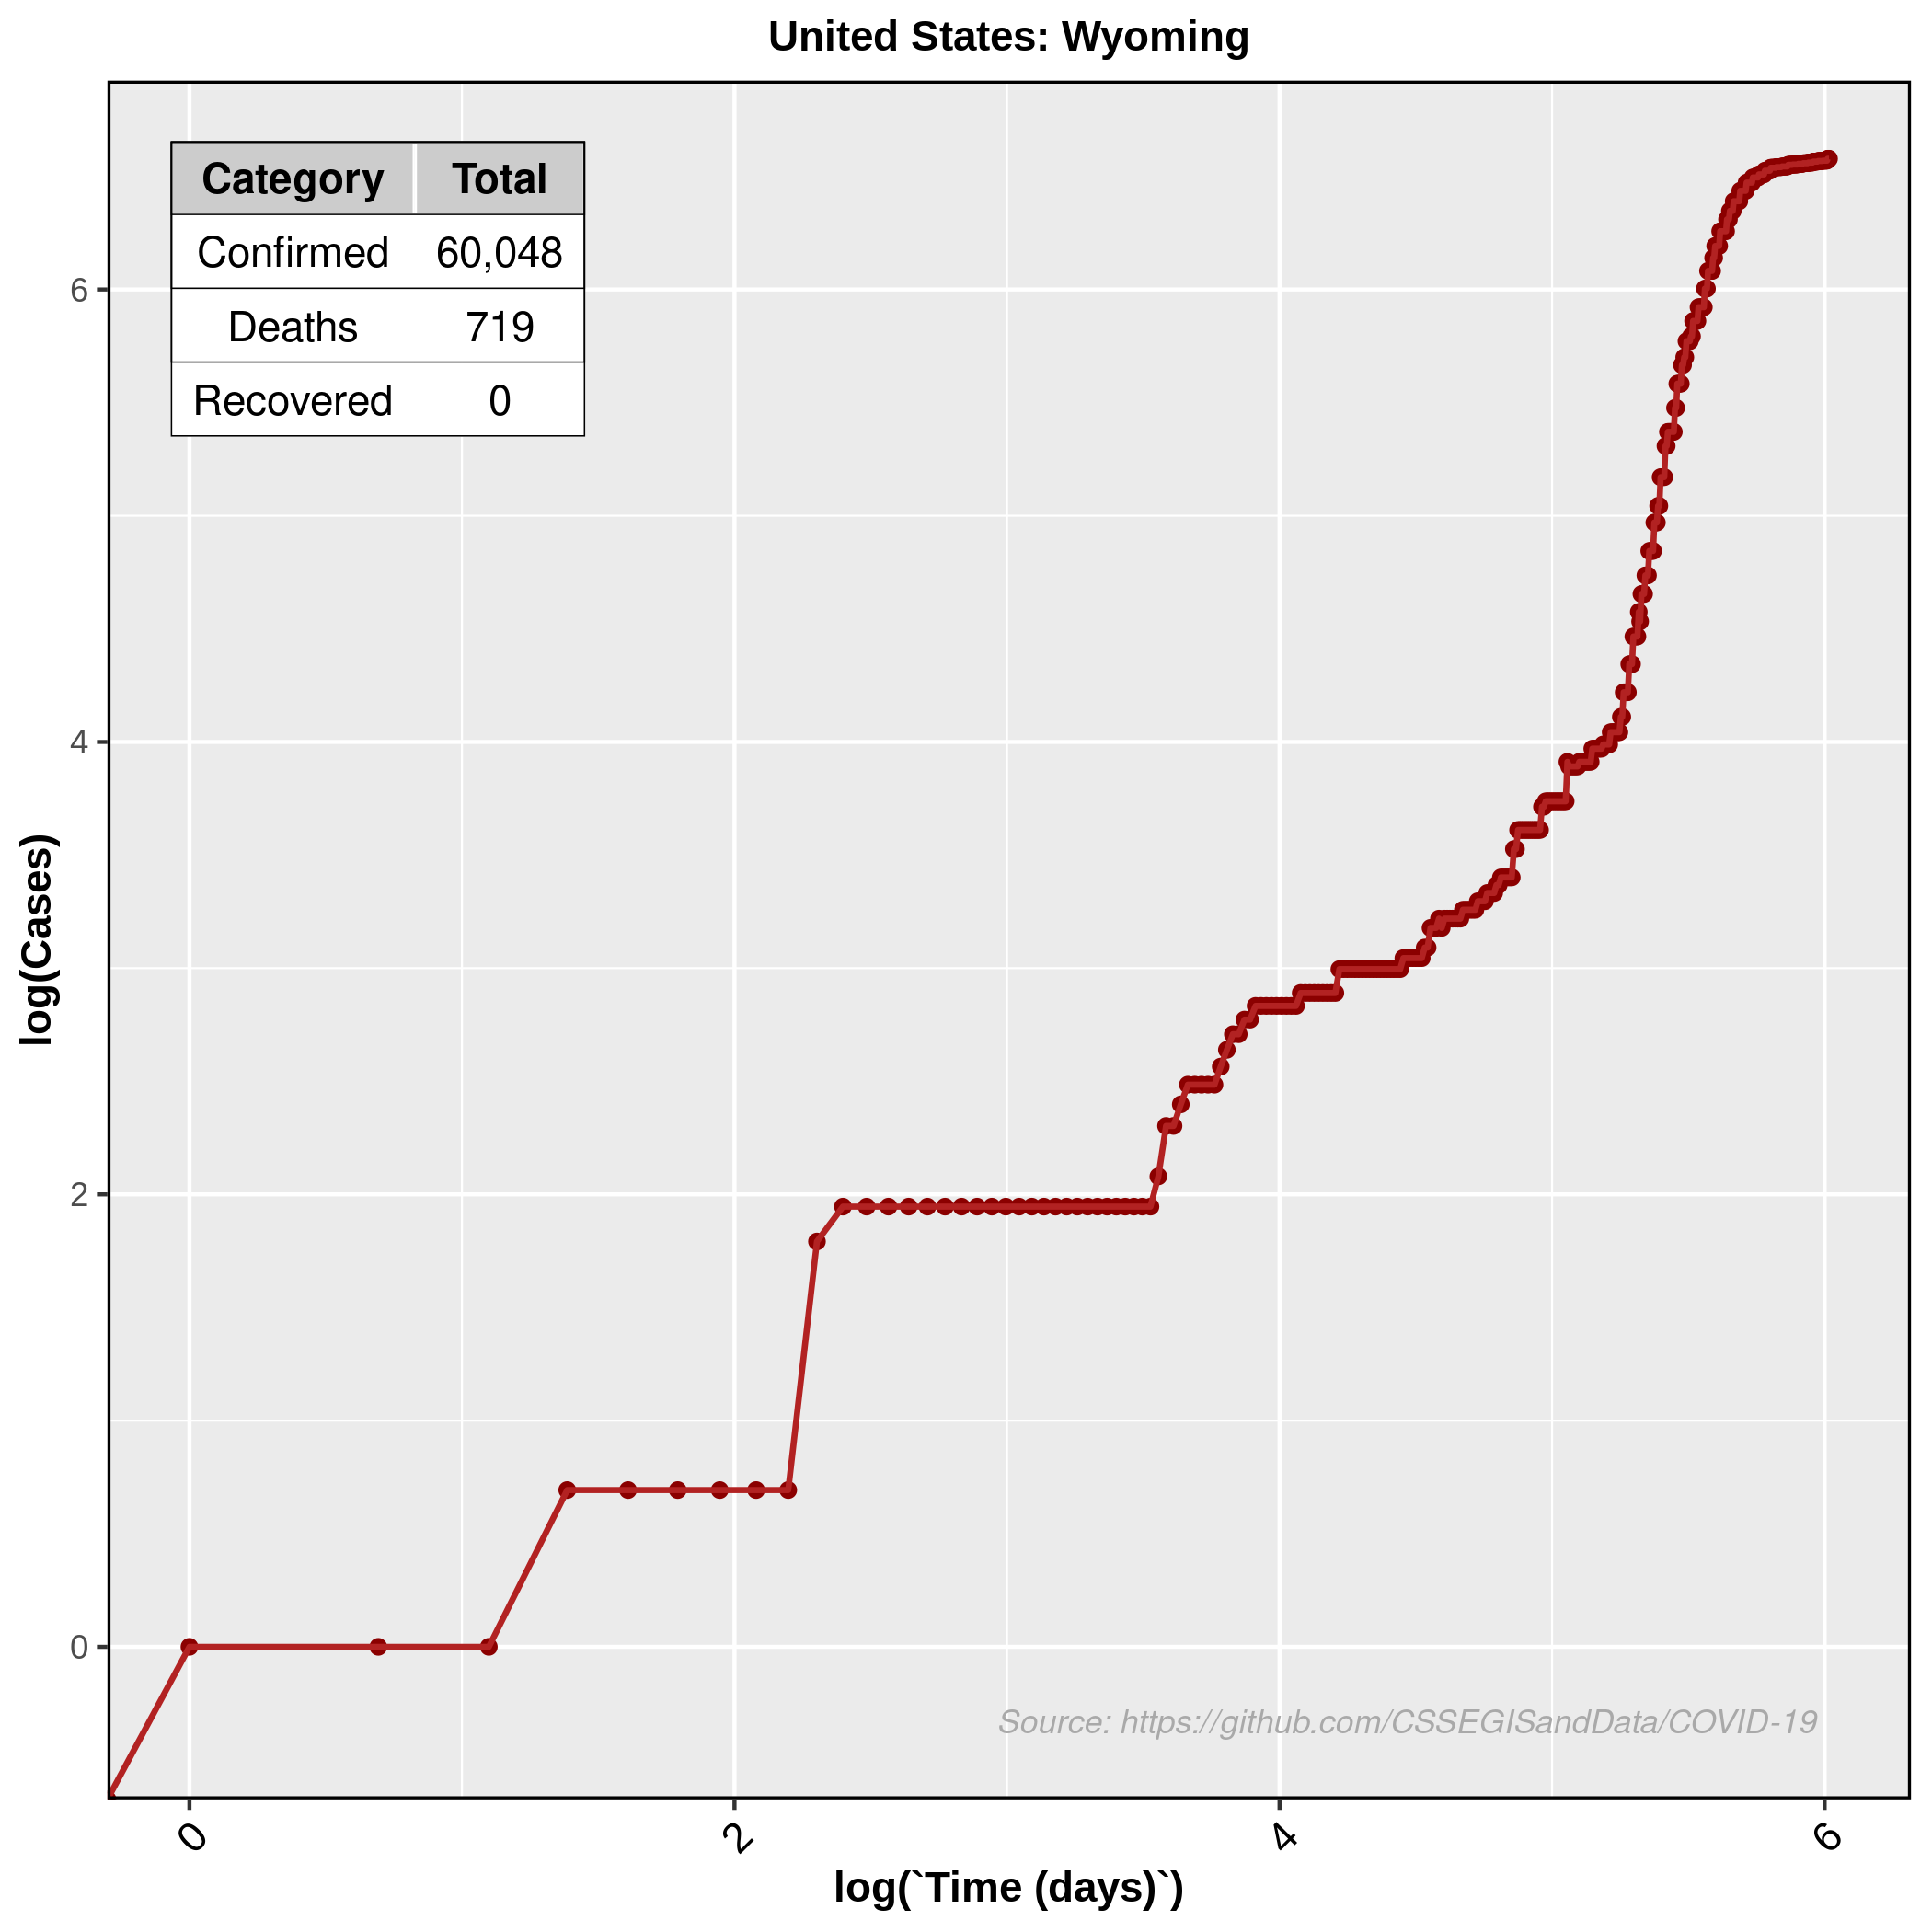 United States: Wyoming
Category Total
Confirmed 60,048
Deaths 719
Recovered 0
6
4
2
0
log(Cases)
Source: https://github.com/CSSEGISandData/COVID-19
0 2 4 6
log(`Time (days)`)